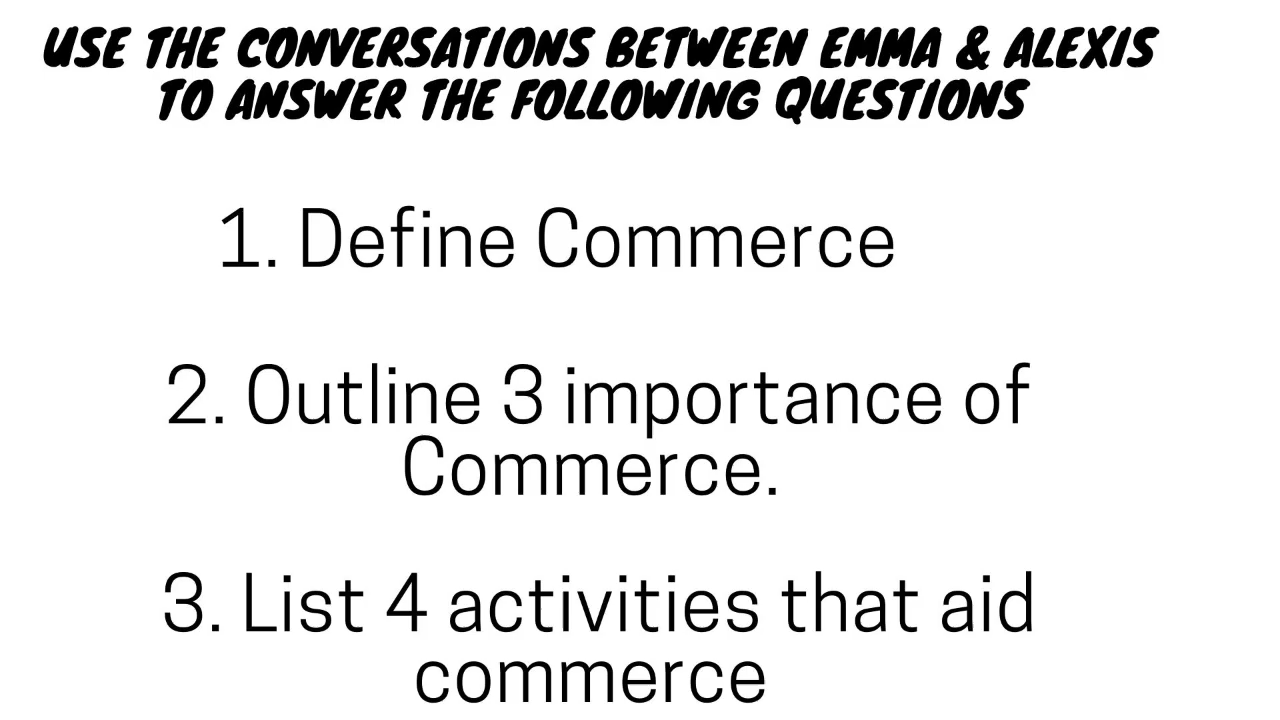 USE THE CONVERSATIONS BETWEEN EMMA & ALEXIS
TO ANSWER THE FOLLOWING QUESTIONS
1. Define Commerce
2. Outline 3 importance of
Commerce.
3. List 4 activities that aid
commerce